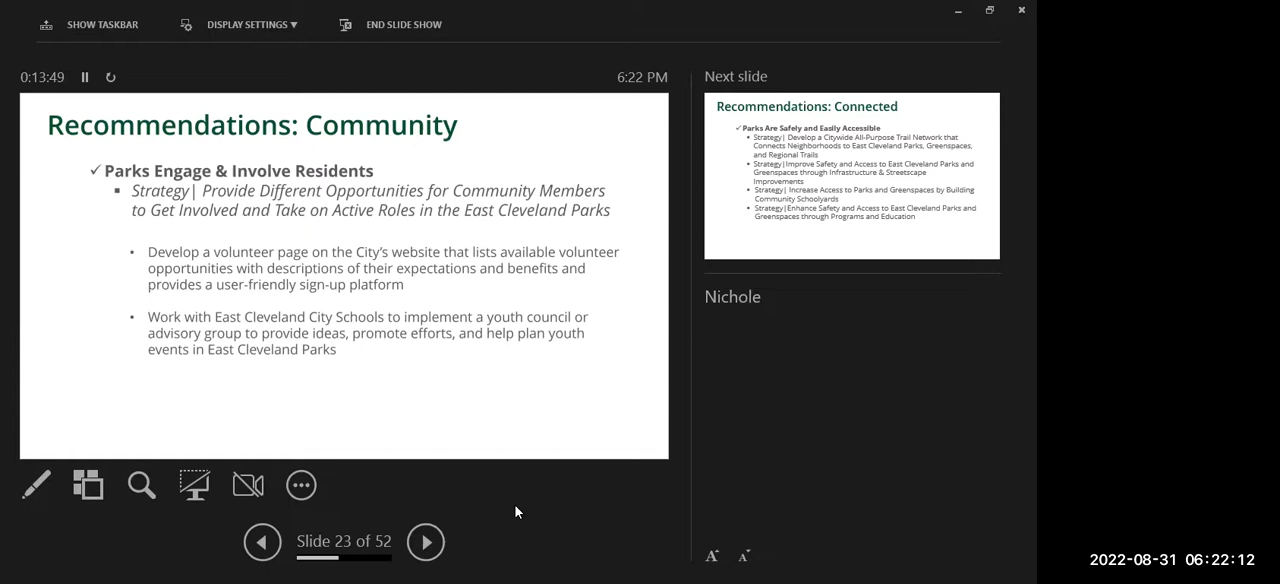 SHOW TASKBAR
DISPLAY SETTINGS ▼
END SLIDE SHOW
0:13:49
6:22 PM
Recommendations: Community
✓ Parks Engage & Involve Residents
▪ Strategy| Provide Different Opportunities for Community Members
to Get Involved and Take on Active Roles in the East Cleveland Parks
• Develop a volunteer page on the City's website that lists available volunteer
opportunities with descriptions of their expectations and benefits and
provides a user-friendly sign-up platform
• Work with East Cleveland City Schools to implement a youth council or
advisory group to provide ideas, promote efforts, and help plan youth
events in East Cleveland Parks
Slide 23 of 52
Next slide
Recommendations: Connected
✓ Parks Are Safely and Easily Accessible
▪ Strategy| Develop a Citywide All-Purpose Trail Network that
Connects Neighborhoods to East Cleveland Parks, Greenspaces,
and Regional Trails
▪ Strategy|Improve Safety and Access to East Cleveland Parks and
Greenspaces through Infrastructure & Streetscape
Improvements
▪ Strategy| Increase Access to Parks and Greenspaces by Building
Community Schoolyards
▪ Strategy|Enhance Safety and Access to East Cleveland Parks and
Greenspaces through Programs and Education
Nichole
A A
2022-08-31 06:22:12